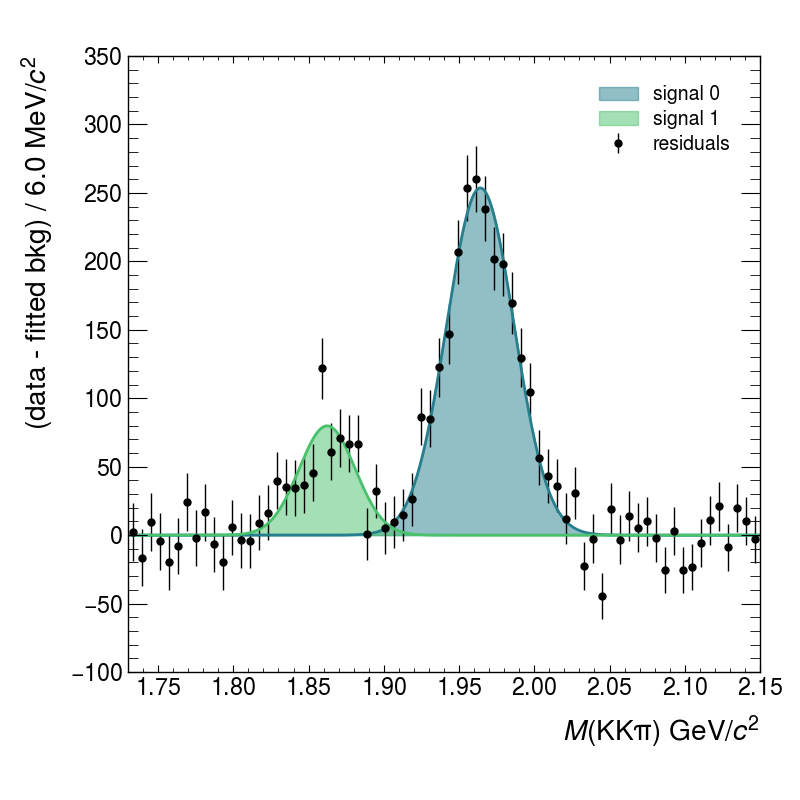 (data - fitted bkg) / 6.0 MeV/c²
350
300
250
200
150
100
50
0
−50
−100
signal 0
signal 1
residuals
1.75 1.80 1.85 1.90 1.95 2.00 2.05 2.10 2.15
M(KKπ) GeV/c²